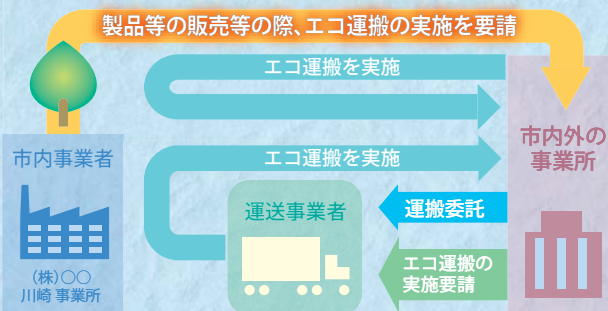 製品等の販売等の際、エコ運搬の実施を要請
エコ運搬を実施
市内事業者
エコ運搬を実施
市内外の
事業所
運送事業者
運搬委託
エコ運搬の
実施要請
(株)〇〇
川崎 事業所